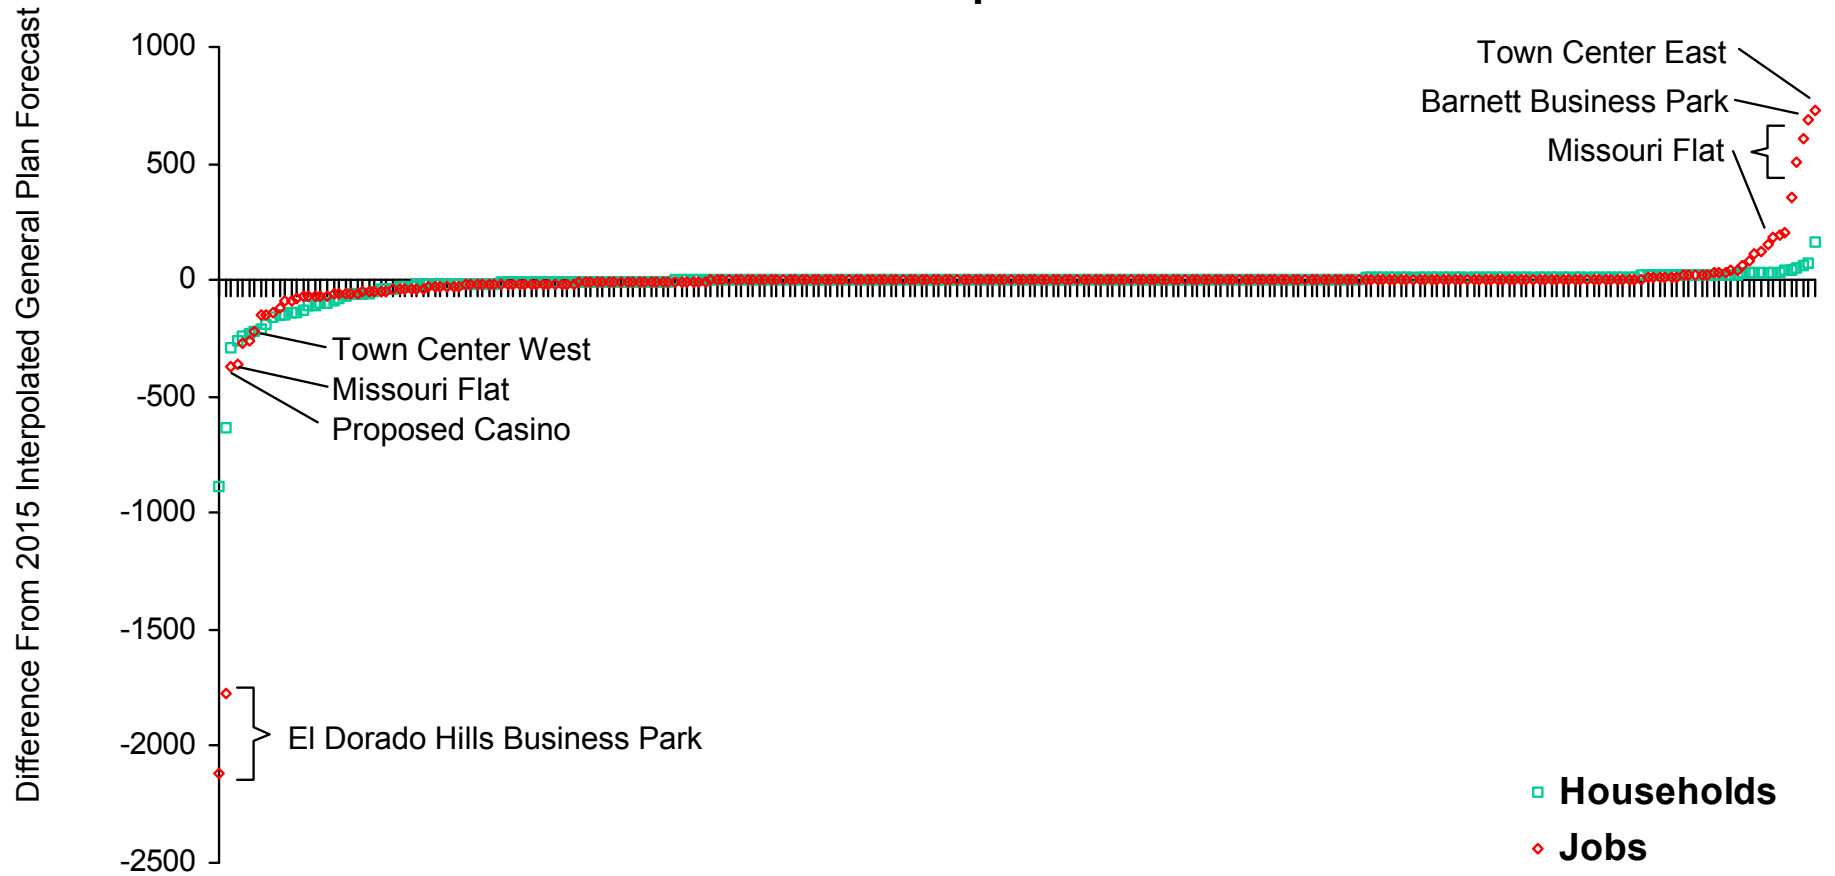 Difference From 2015 Interpolated General Plan Forecast
1000
500
0
-500
-1000
-1500
-2000
-2500
Town Center East
Barnett Business Park
Missouri Flat
Town Center West
Missouri Flat
Proposed Casino
El Dorado Hills Business Park
Households
Jobs